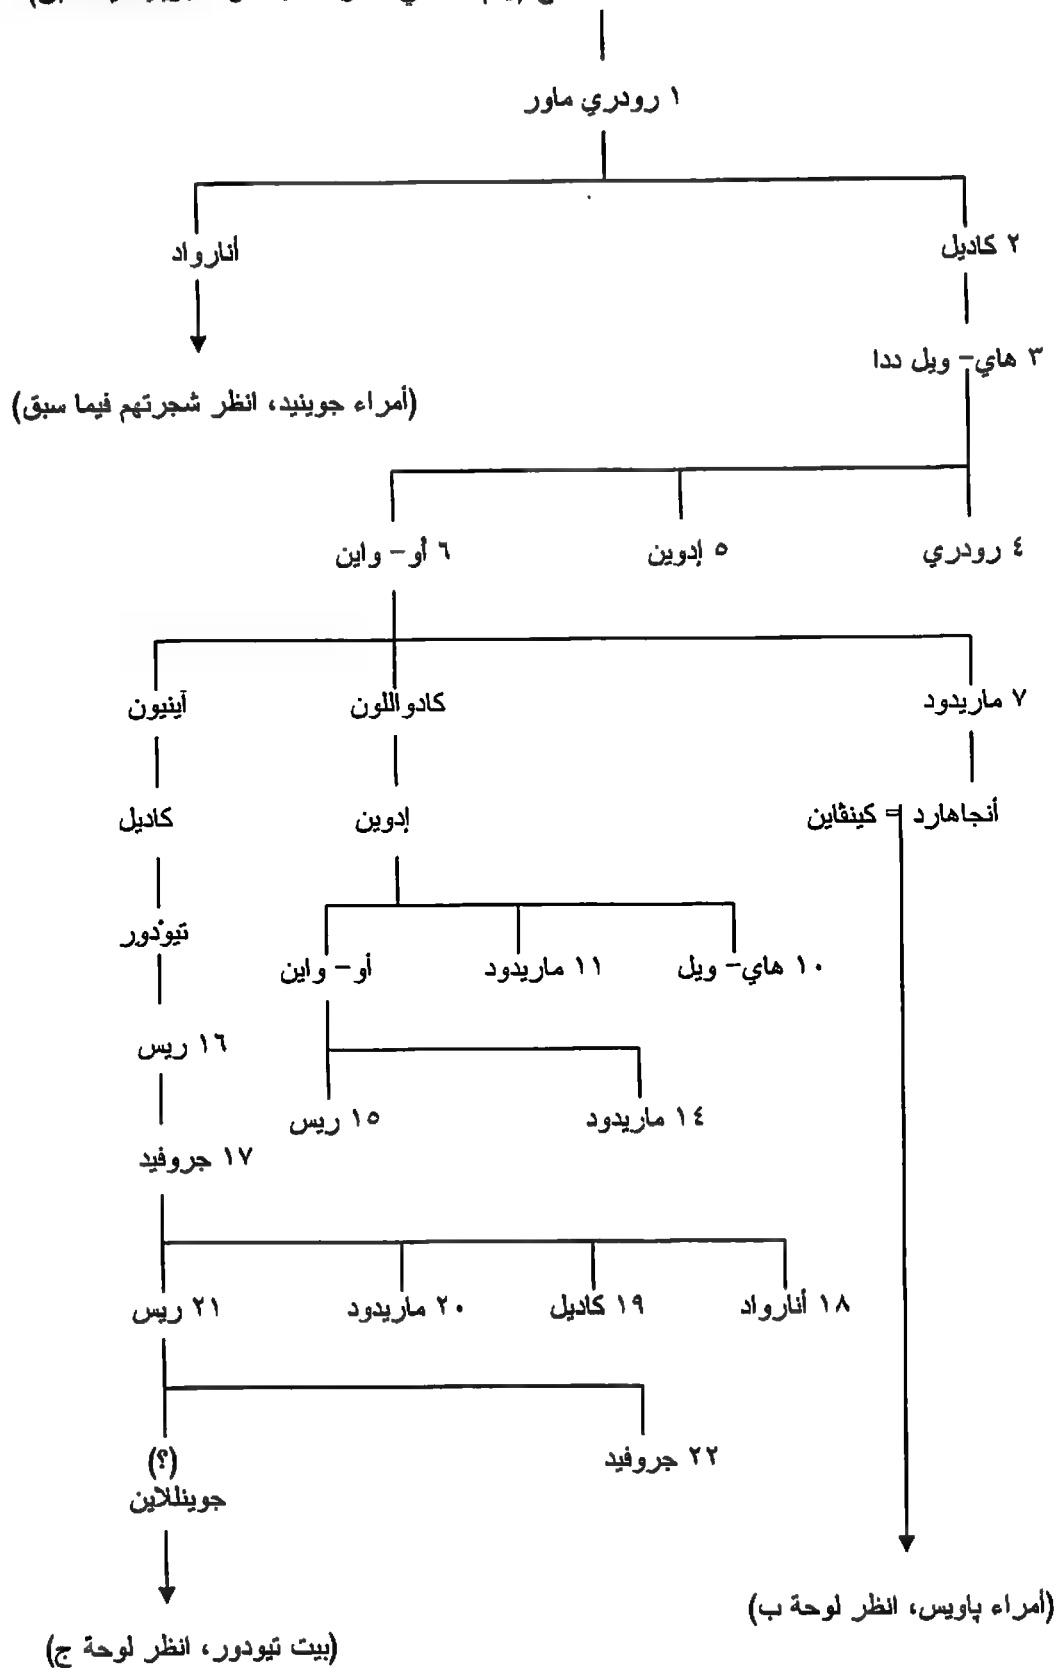 ١ رودري ماور
٢ كاديل
أنارواد
٣ هاي- ويل ددا
(أمراء جوينيد، انظر شجرتهم فيما سبق)
٤ رودري
٥ إدوين
٦ أو- واين
٧ ماريدود
كادواللون
آينيون
أنجاهارد = كينڤاين
إدوين
كاديل
تيودور
١٠ هاي- ويل
١١ ماريدود
أو- واين
١٦ ريس
١٤ ماريدود
١٥ ريس
١٧ جروفيد
١٨ أنارواد
١٩ كاديل
٢٠ ماريدود
٢١ ريس
٢٢ جروفيد
(؟)
جوينللاين
(أمراء پاويس، انظر لوحة ب)
(بيت تيودور، انظر لوحة ج)